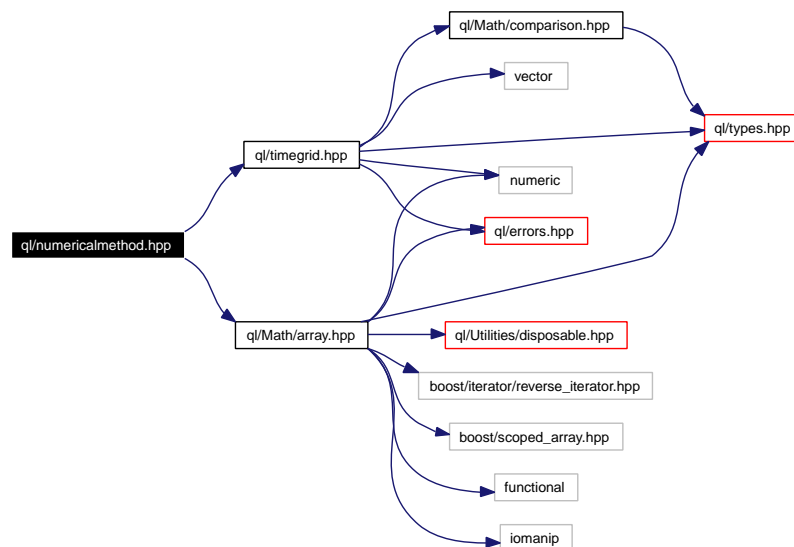 ql/Math/comparison.hpp
vector
ql/types.hpp
ql/timegrid.hpp
numeric
ql/errors.hpp
ql/numericalmethod.hpp
ql/Math/array.hpp
ql/Utilities/disposable.hpp
boost/iterator/reverse_iterator.hpp
boost/scoped_array.hpp
functional
iomanip